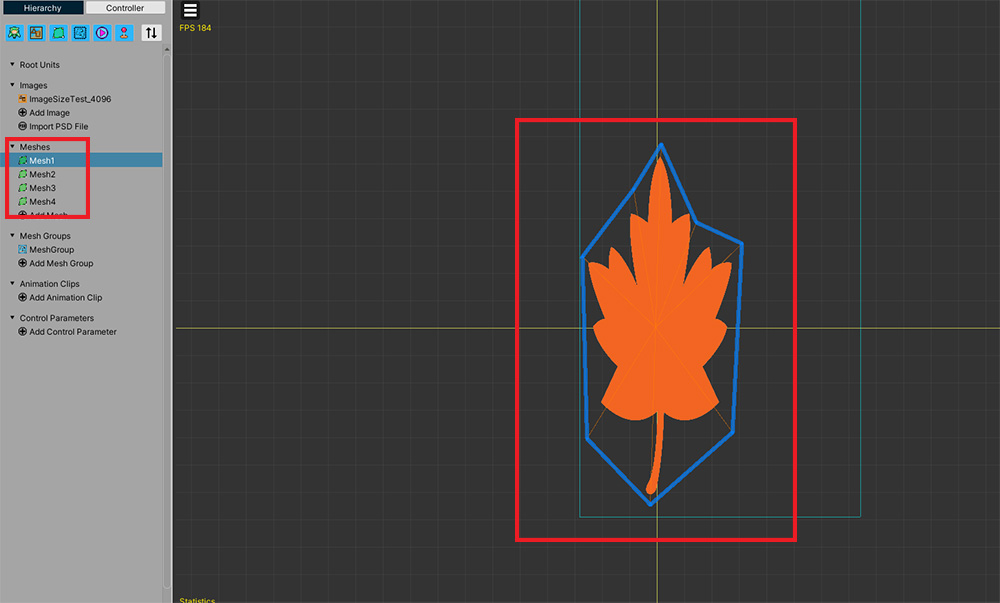 Hierarchy
Controller
FPS 184
Root Units
Images
ImageSizeTest_4096
Add Image
Import PSD File
Meshes
Mesh1
Mesh2
Mesh3
Mesh4
Add Mesh
Mesh Groups
MeshGroup
Add Mesh Group
Animation Clips
Add Animation Clip
Control Parameters
Add Control Parameter
Statistics